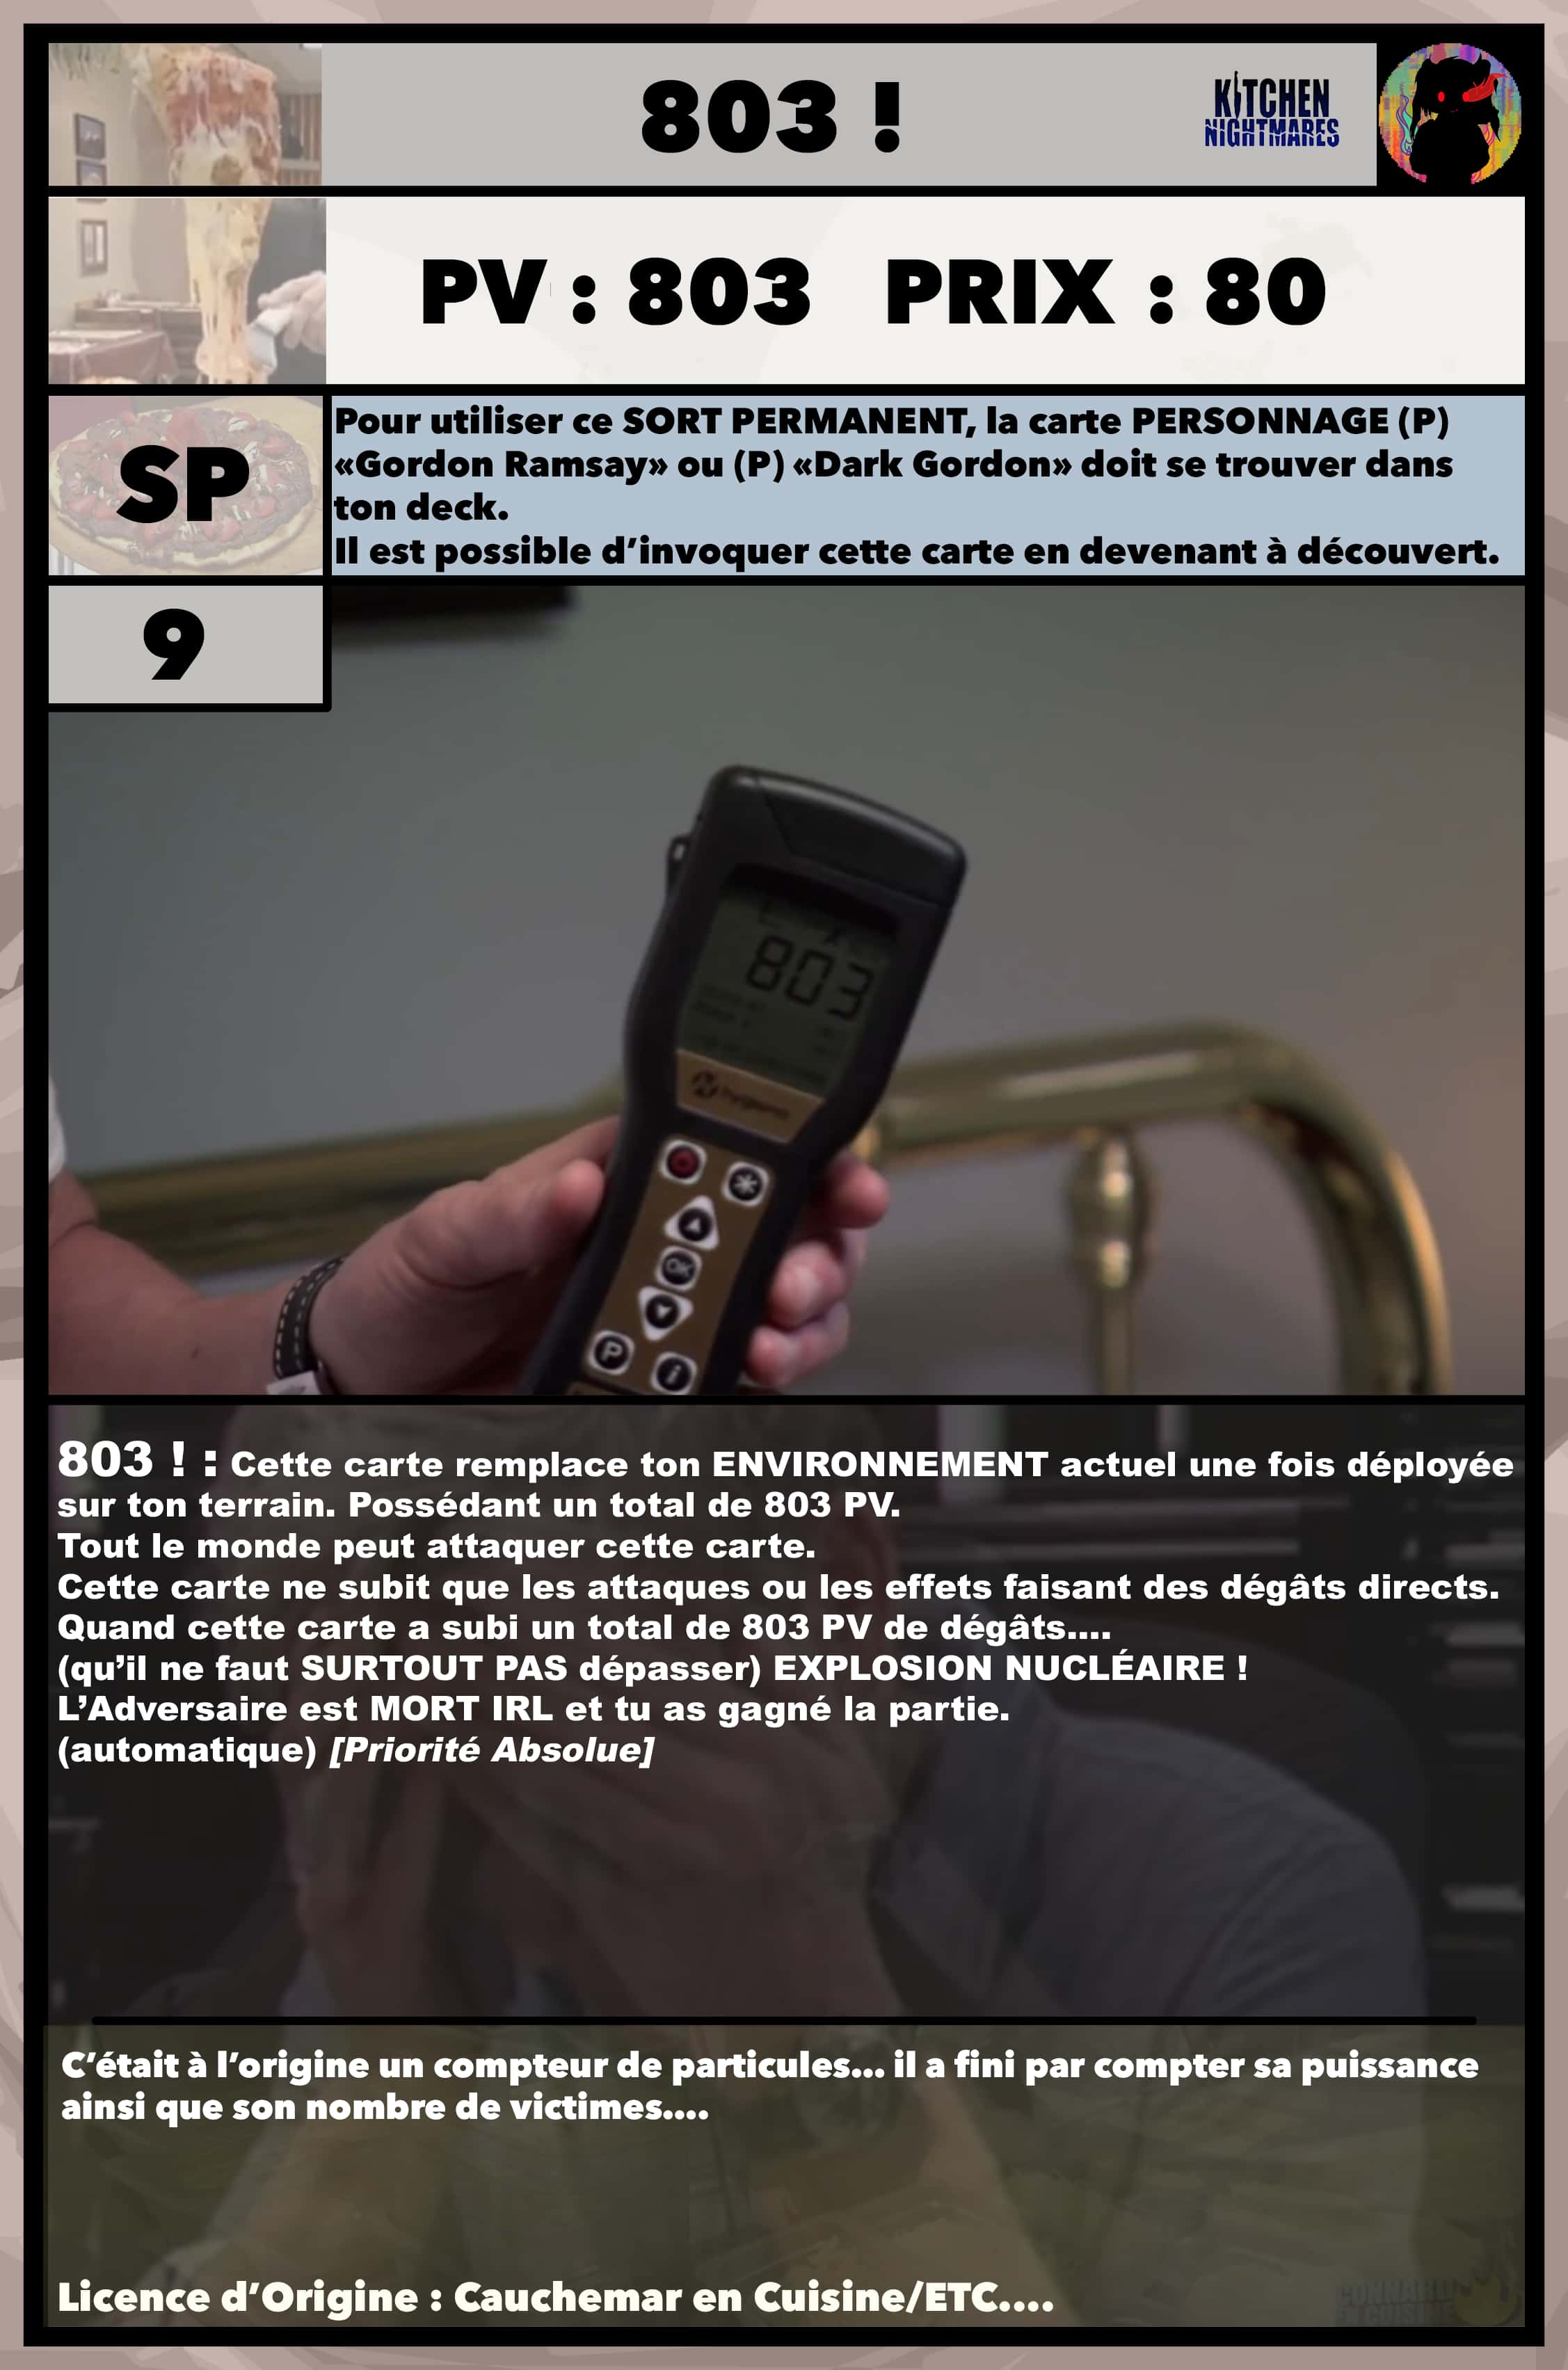 803 !
KITCHEN
NIGHTMARES
PV : 803 PRIX : 80
SP
Pour utiliser ce SORT PERMANENT, la carte PERSONNAGE (P)
«Gordon Ramsay» ou (P) «Dark Gordon» doit se trouver dans
ton deck.
Il est possible d’invoquer cette carte en devenant à découvert.
9
803
OK
P
i
803 ! : Cette carte remplace ton ENVIRONNEMENT actuel une fois déployée
sur ton terrain. Possédant un total de 803 PV.
Tout le monde peut attaquer cette carte.
Cette carte ne subit que les attaques ou les effets faisant des dégâts directs.
Quand cette carte a subi un total de 803 PV de dégâts....
(qu’il ne faut SURTOUT PAS dépasser) EXPLOSION NUCLÉAIRE !
L’Adversaire est MORT IRL et tu as gagné la partie.
(automatique) [Priorité Absolue]
C’était à l’origine un compteur de particules... il a fini par compter sa puissance
ainsi que son nombre de victimes....
Licence d’Origine : Cauchemar en Cuisine/ETC....
CONNARD
EN CUISINE